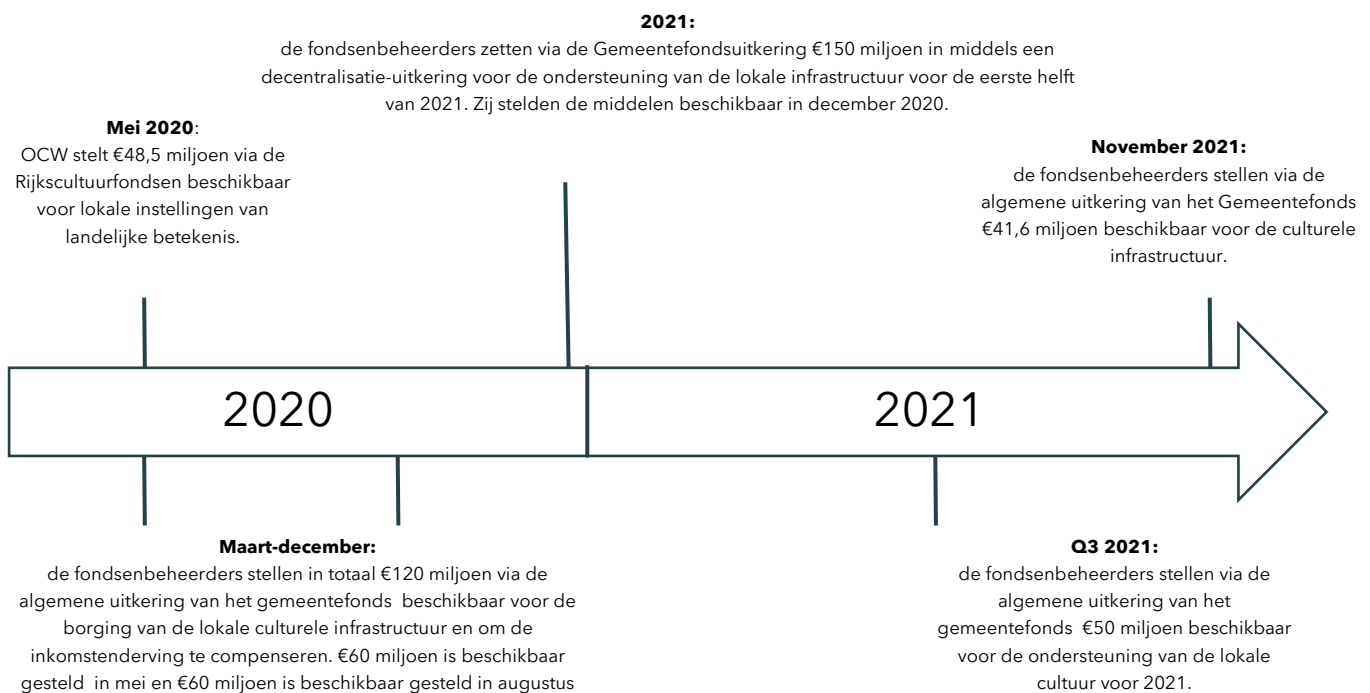 2021:
de fondsenbeheerders zetten via de Gemeentefondsuitkering €150 miljoen in middels een
decentralisatie-uitkering voor de ondersteuning van de lokale infrastructuur voor de eerste helft
van 2021. Zij stelden de middelen beschikbaar in december 2020.
Mei 2020:
OCW stelt €48,5 miljoen via de
Rijkscultuurfondsen beschikbaar
voor lokale instellingen van
landelijke betekenis.
November 2021:
de fondsenbeheerders stellen via de
algemene uitkering van het Gemeentefonds
€41,6 miljoen beschikbaar voor de culturele
infrastructuur.
2020
2021
Maart-december:
de fondsenbeheerders stellen in totaal €120 miljoen via de
algemene uitkering van het gemeentefonds beschikbaar voor de
borging van de lokale culturele infrastructuur en om de
inkomstenderving te compenseren. €60 miljoen is beschikbaar
gesteld in mei en €60 miljoen is beschikbaar gesteld in augustus
Q3 2021:
de fondsenbeheerders stellen via de
algemene uitkering van het
gemeentefonds €50 miljoen beschikbaar
voor de ondersteuning van de lokale
cultuur voor 2021.